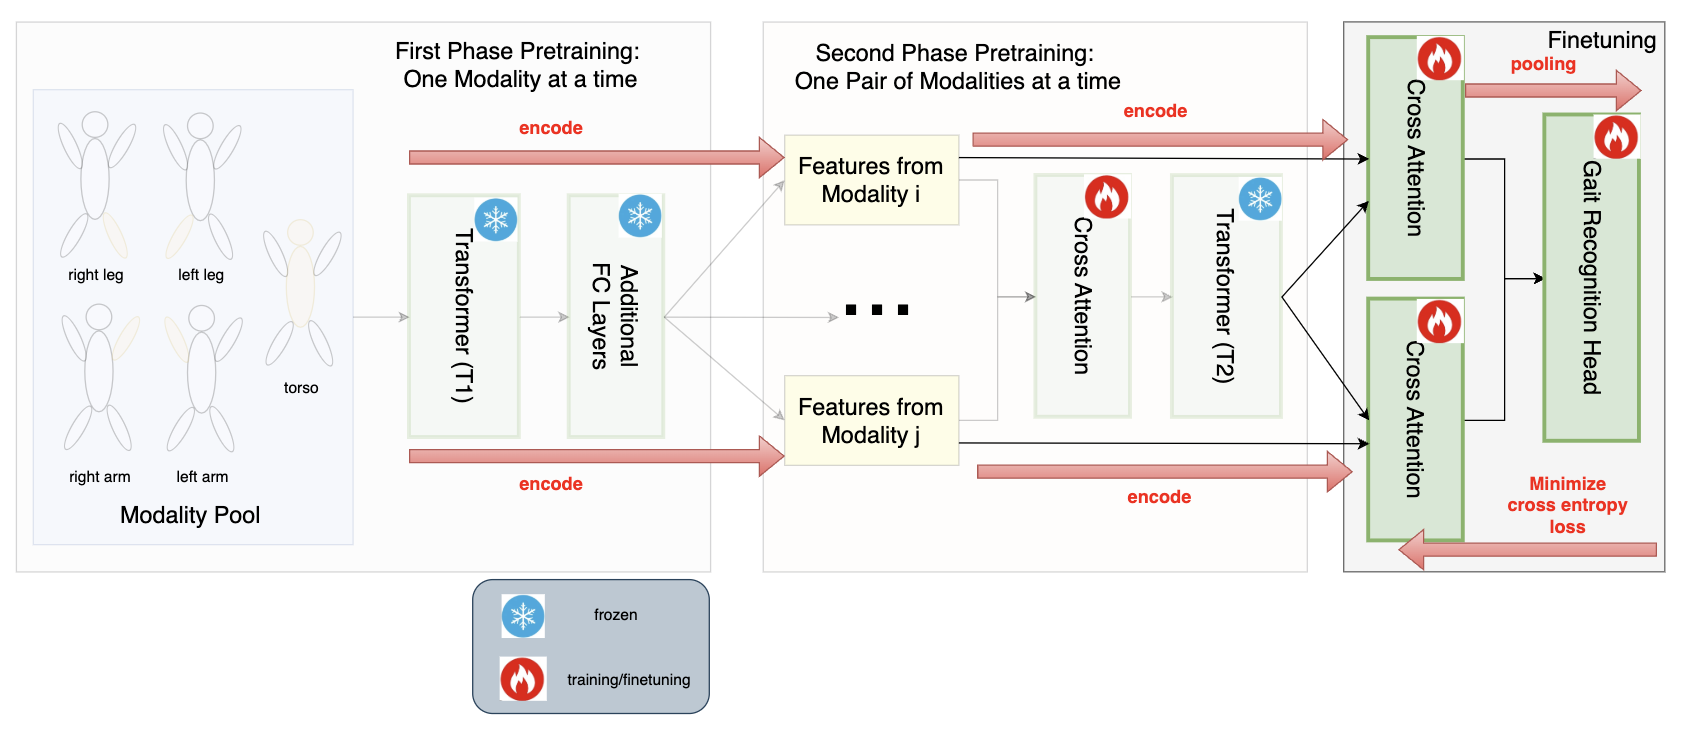 First Phase Pretraining:
One Modality at a time
encode
right leg
left leg
torso
right arm
left arm
Modality Pool
Transformer (T1)
Additional
FC Layers
encode
Second Phase Pretraining:
One Pair of Modalities at a time
encode
Features from
Modality i
...
Features from
Modality j
Cross Attention
Transformer (T2)
encode
Finetuning
pooling
Cross Attention
Cross Attention
Gait Recognition Head
Minimize
cross entropy
loss
frozen
training/finetuning